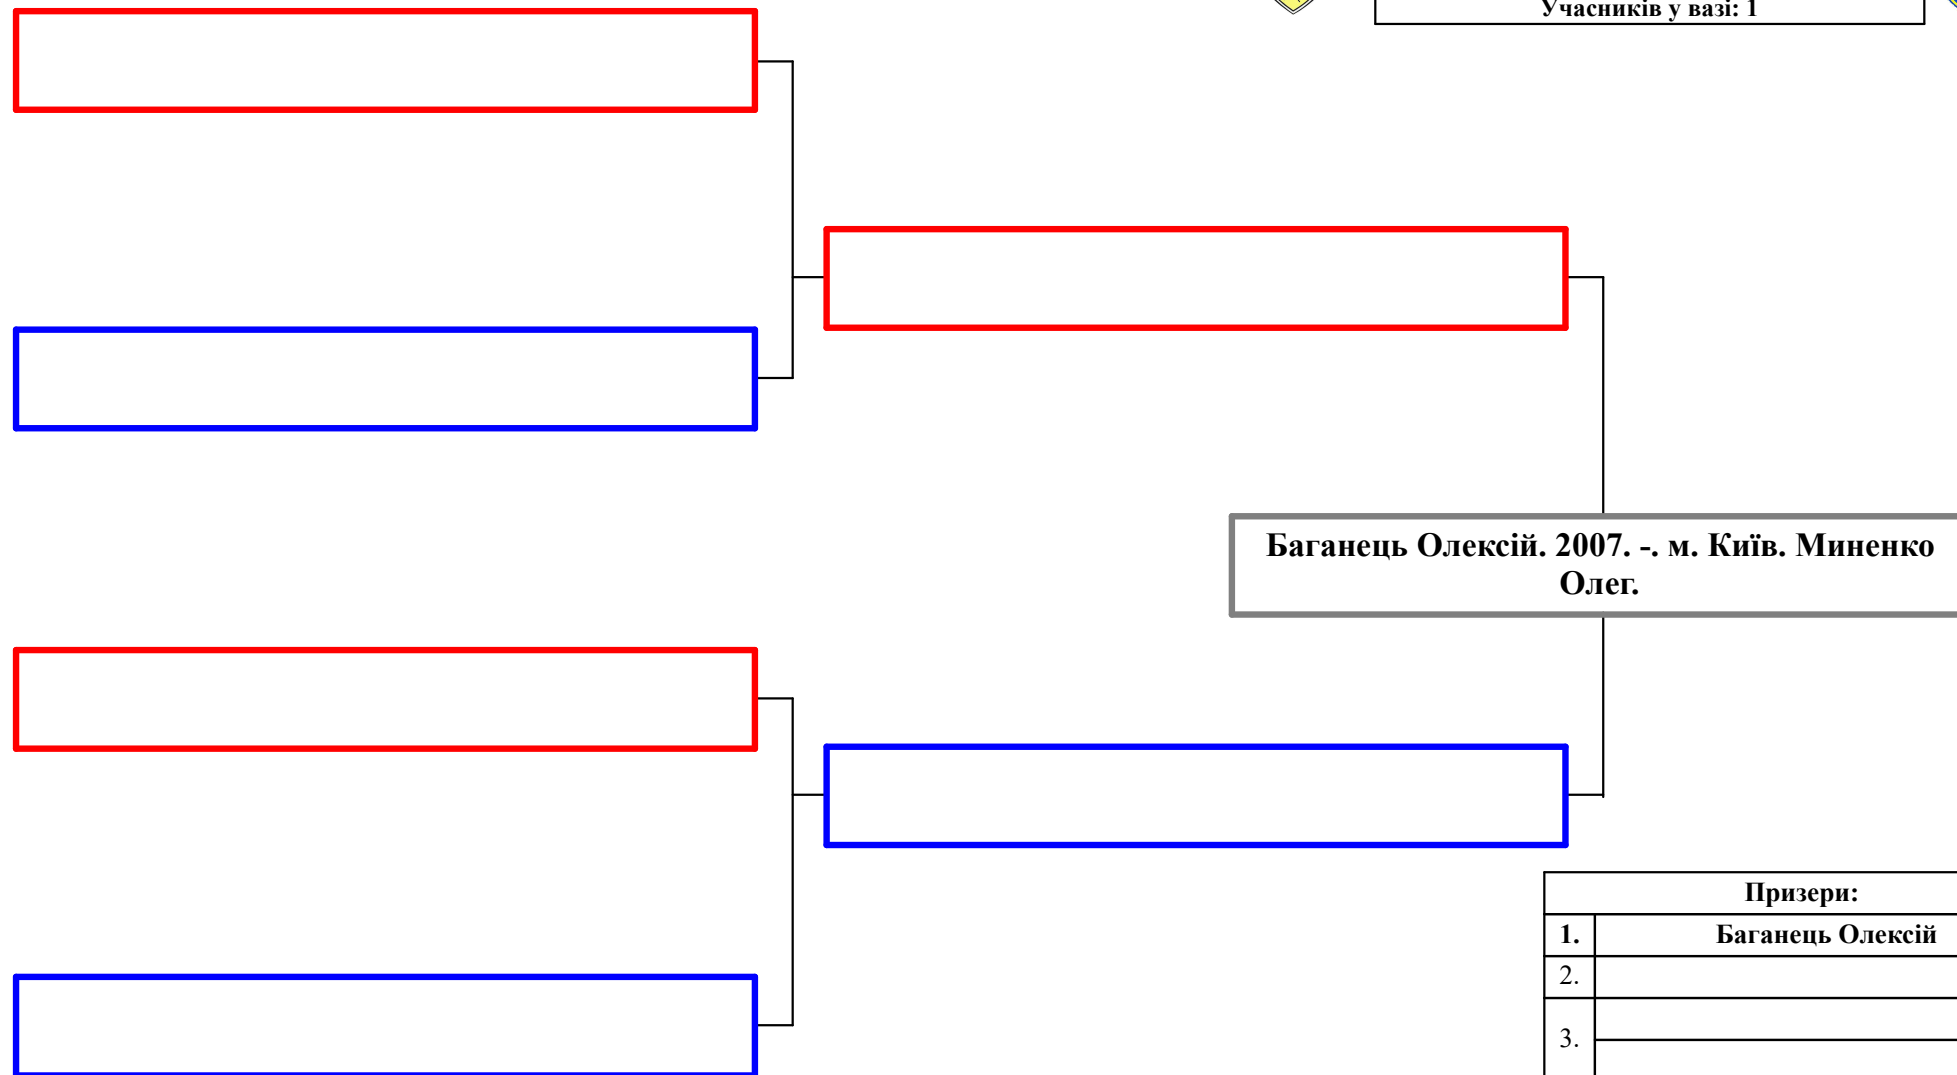 Учасників у вазі: 1
Баганець Олексій. 2007. -. м. Київ. Миненко
Олег.
Призери:
1. Баганець Олексій
2.
3.